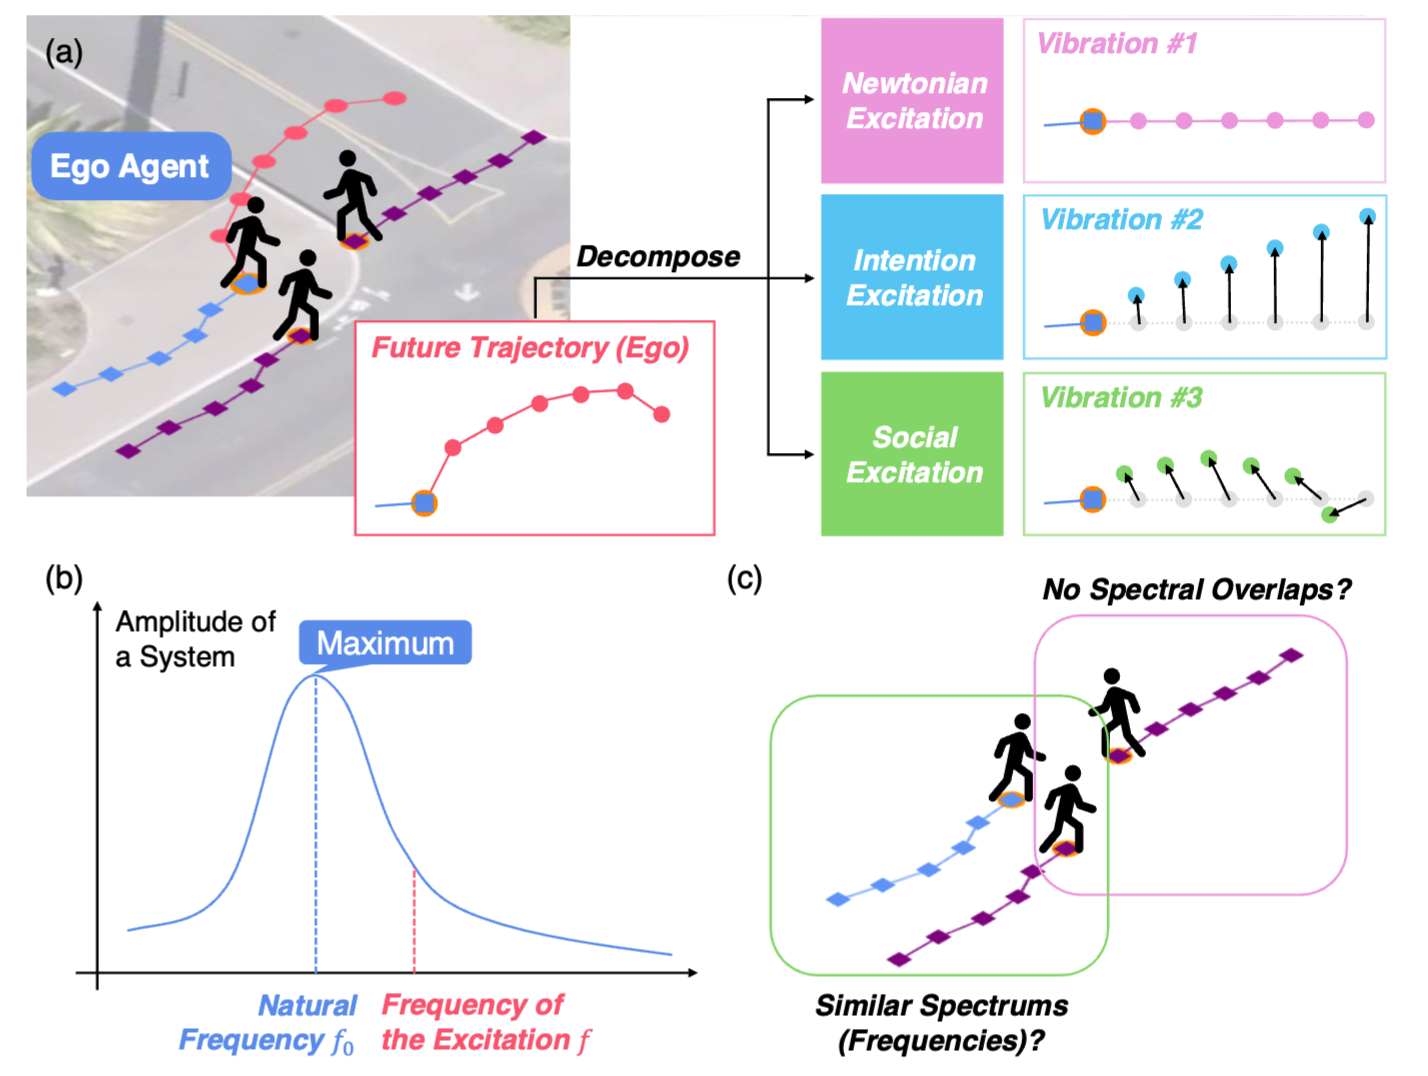 (a)
Ego Agent
Decompose
Future Trajectory (Ego)
Newtonian
Excitation
Vibration #1
Intention
Excitation
Vibration #2
Social
Excitation
Vibration #3
(b)
Amplitude of
a System
Maximum
Natural
Frequency f₀
Frequency of
the Excitation f
(c)
No Spectral Overlaps?
Similar Spectrums
(Frequencies)?